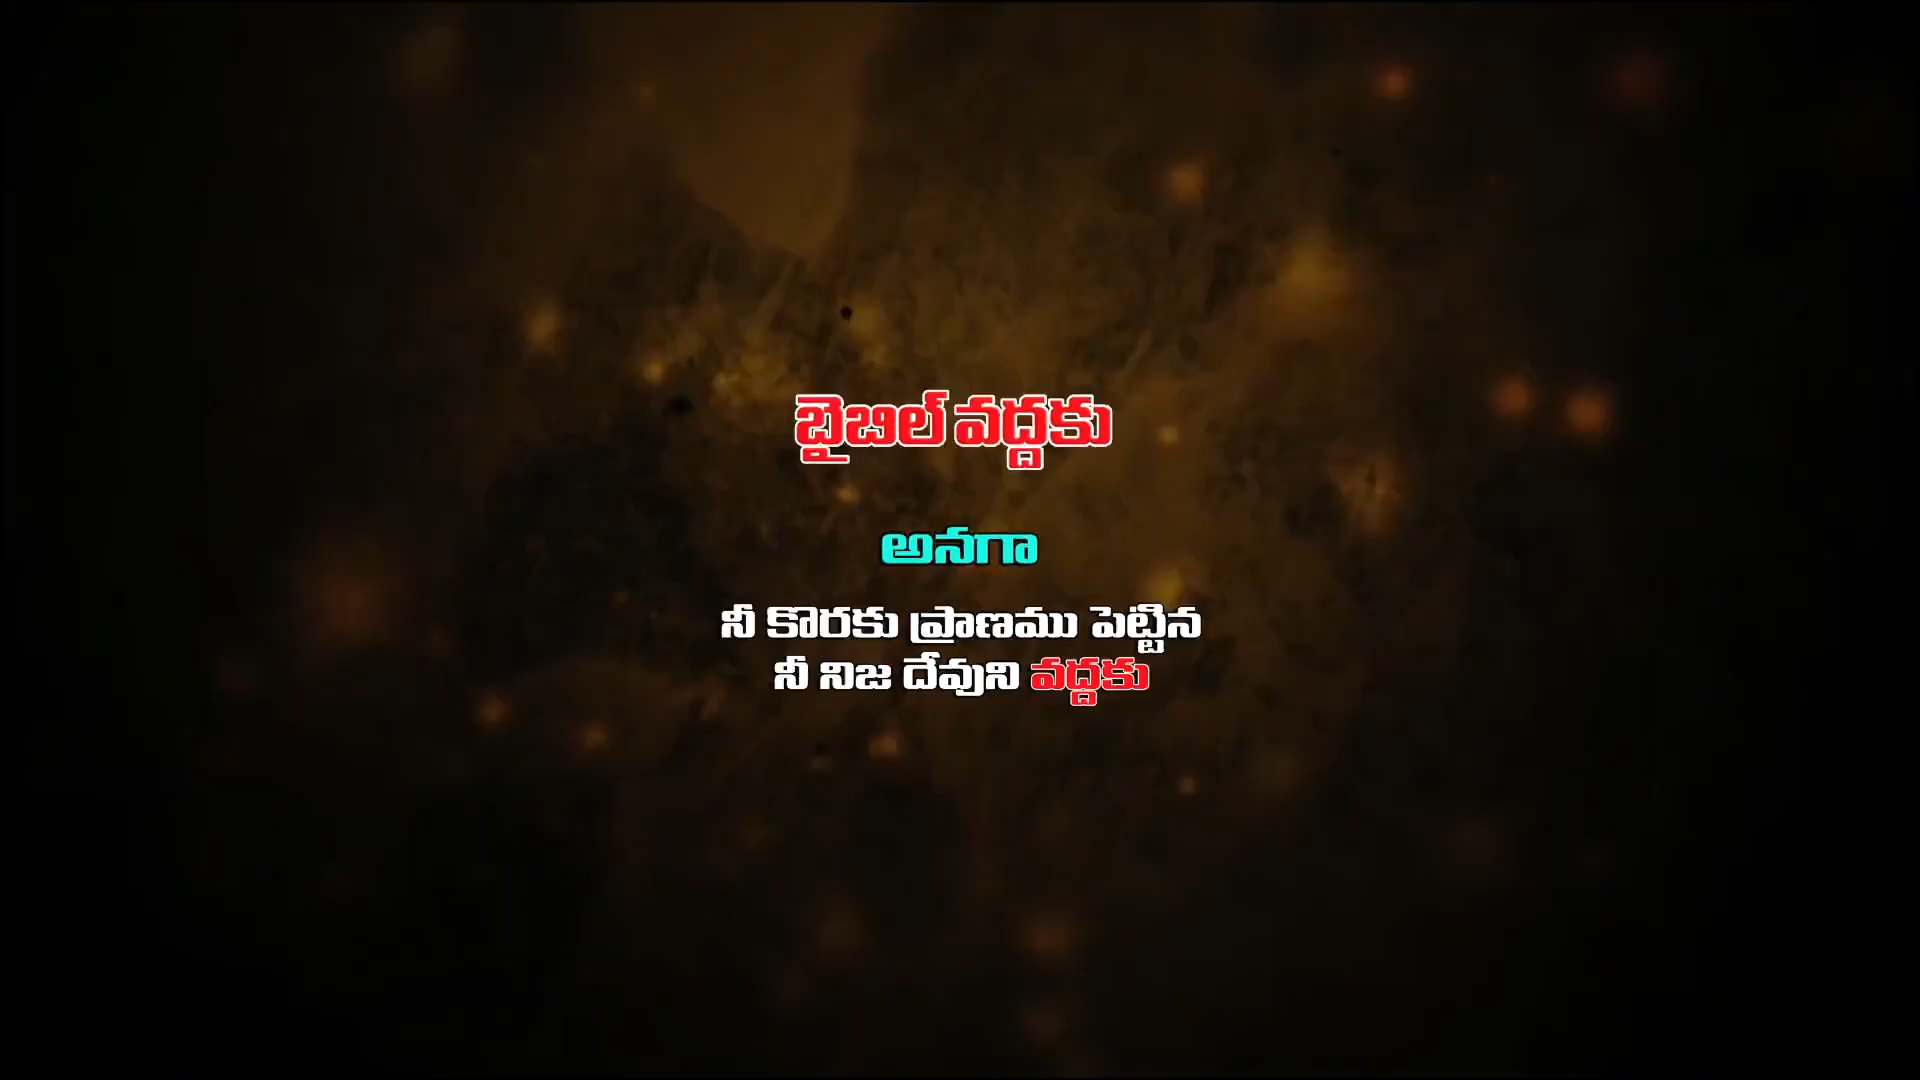 బైబిల్ వద్దకు
అనగా
నీ కొరకు ప్రాణము పెట్టిన
నీ నిజ దేవుని వద్దకు